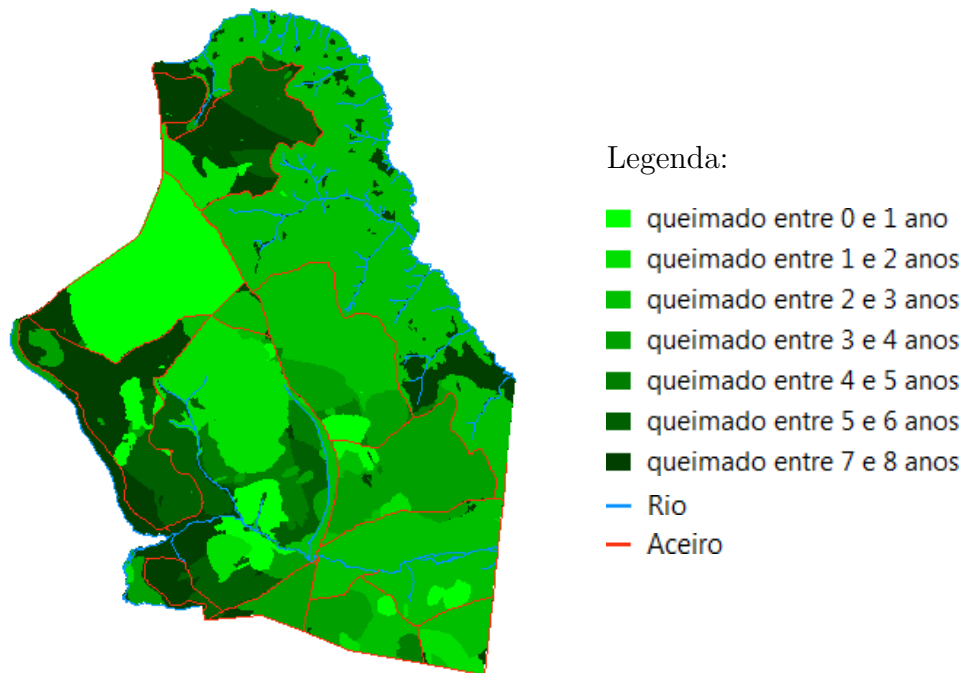 Legenda:
queimado entre 0 e 1 ano
queimado entre 1 e 2 anos
queimado entre 2 e 3 anos
queimado entre 3 e 4 anos
queimado entre 4 e 5 anos
queimado entre 5 e 6 anos
queimado entre 7 e 8 anos
Rio
Aceiro